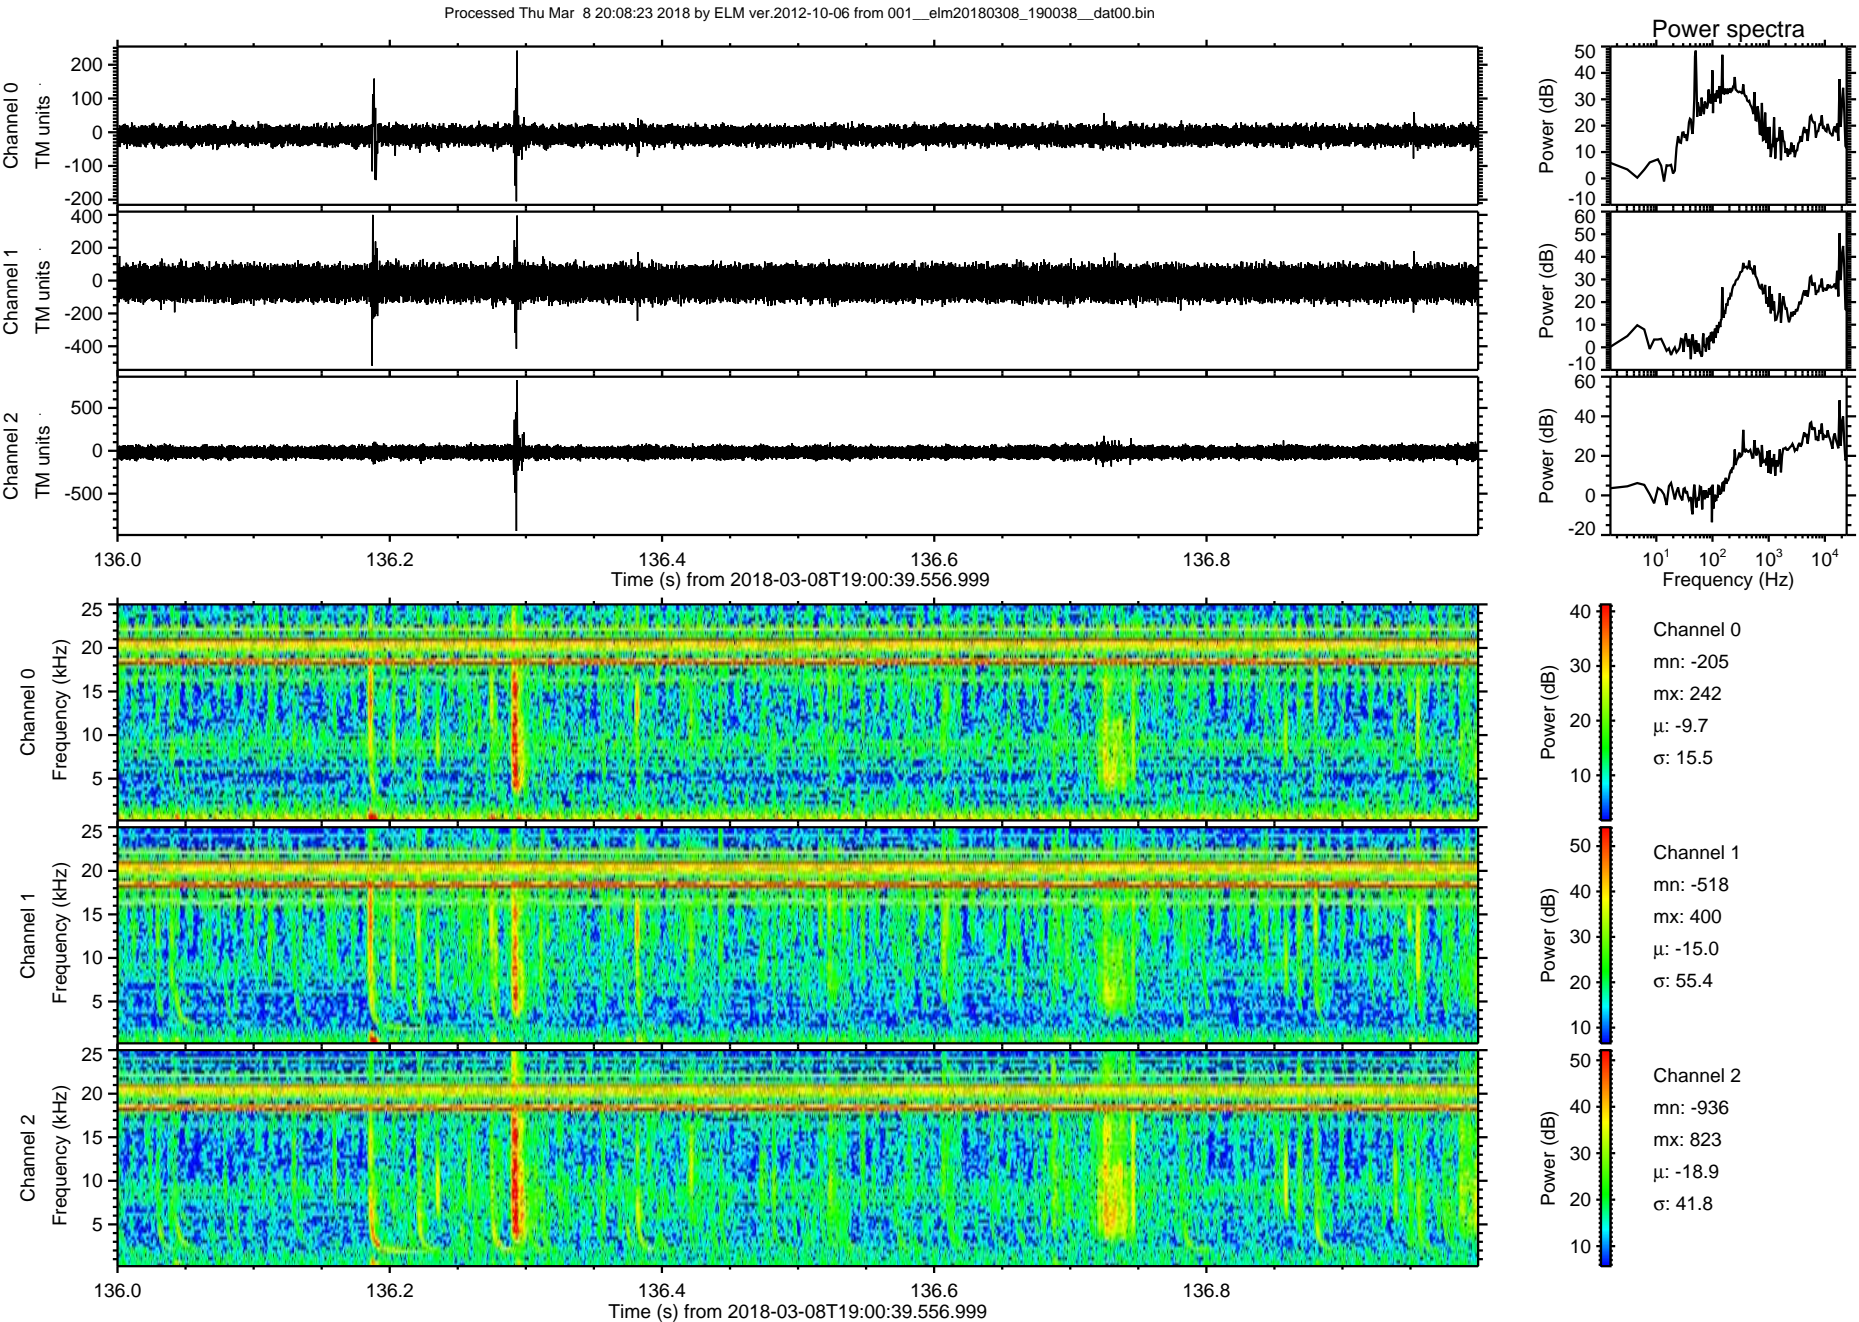 Processed Thu Mar  8 20:08:23 2018 by ELM ver.2012-10-06 from 001__elm20180308_190038__dat00.bin
Power spectra
Channel 0
TM units
200
100
0
-100
-200
Power (dB)
50
40
30
20
10
0
-10
Channel 1
TM units
400
200
0
-200
-400
Power (dB)
60
50
40
30
20
10
0
-10
Channel 2
TM units
500
0
-500
Power (dB)
60
40
20
0
-20
136.0 136.2 136.4 136.6 136.8
Time (s) from 2018-03-08T19:00:39.556.999
10¹ 10² 10³ 10⁴
Frequency (Hz)
Channel 0
Frequency (kHz)
25
20
15
10
5
Power (dB)
40
30
20
10
Channel 0
mn: -205
mx: 242
µ: -9.7
σ: 15.5
Channel 1
Frequency (kHz)
25
20
15
10
5
Power (dB)
50
40
30
20
10
Channel 1
mn: -518
mx: 400
µ: -15.0
σ: 55.4
Channel 2
Frequency (kHz)
25
20
15
10
5
Power (dB)
50
40
30
20
10
Channel 2
mn: -936
mx: 823
µ: -18.9
σ: 41.8
136.0 136.2 136.4 136.6 136.8
Time (s) from 2018-03-08T19:00:39.556.999